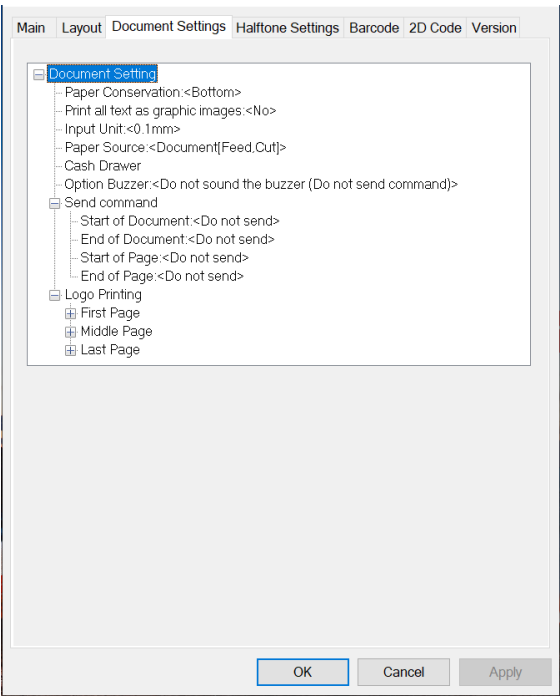 Main Layout Document Settings Halftone Settings Barcode 2D Code Version
Document Setting
Paper Conservation:<Bottom>
Print all text as graphic images:<No>
Input Unit:<0.1mm>
Paper Source:<Document[Feed,Cut]>
Cash Drawer
Option Buzzer:<Do not sound the buzzer (Do not send command)>
Send command
Start of Document:<Do not send>
End of Document:<Do not send>
Start of Page:<Do not send>
End of Page:<Do not send>
Logo Printing
First Page
Middle Page
Last Page
OK Cancel Apply